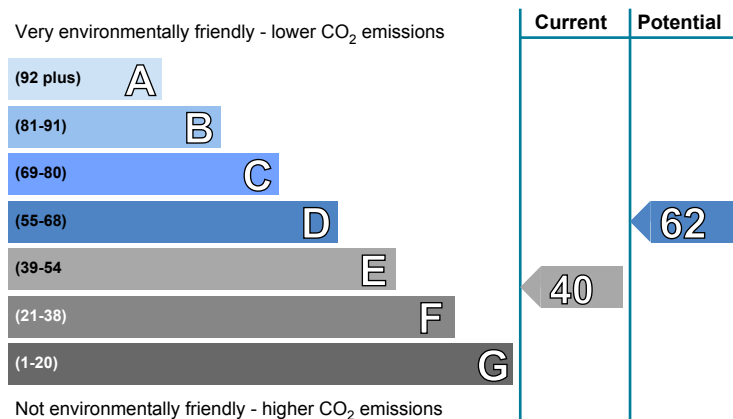 Current Potential
Very environmentally friendly - lower CO2 emissions
(92 plus) A
(81-91) B
(69-80) C
(55-68) D
62
(39-54 E
40
(21-38) F
(1-20) G
Not environmentally friendly - higher CO2 emissions